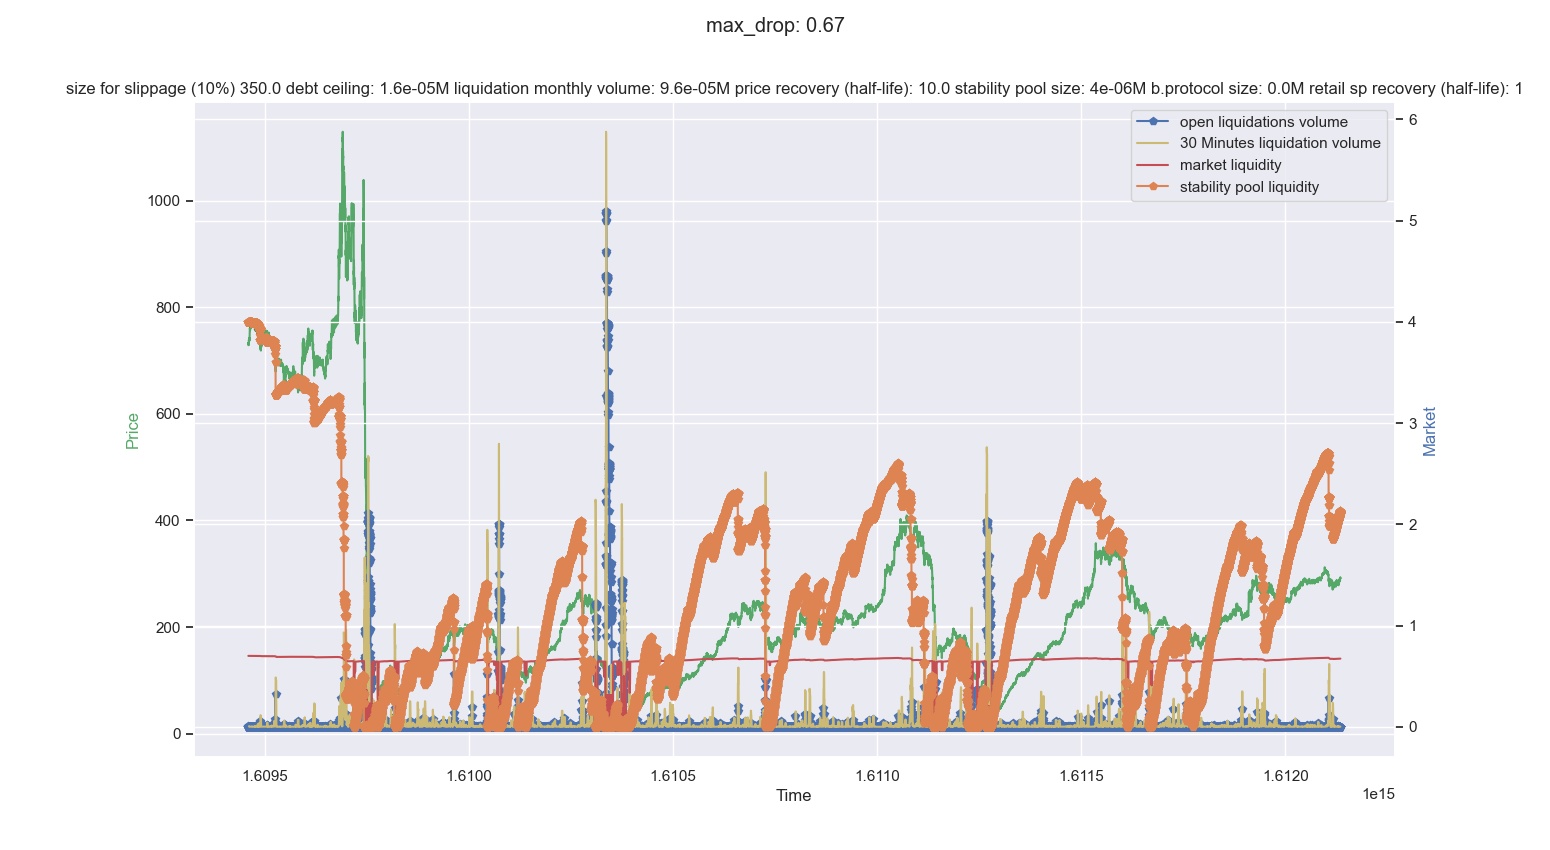 max_drop: 0.67
size for slippage (10%) 350.0 debt ceiling: 1.6e-05M liquidation monthly volume: 9.6e-05M price recovery (half-life): 10.0 stability pool size: 4e-06M b.protocol size: 0.0M retail sp recovery (half-life): 1
open liquidations volume
30 Minutes liquidation volume
market liquidity
stability pool liquidity
1000
800
600
400
200
0
Price
6
5
4
3
2
1
0
Market
1.6095
1.6100
1.6105
1.6110
1.6115
1.6120
Time
1e15